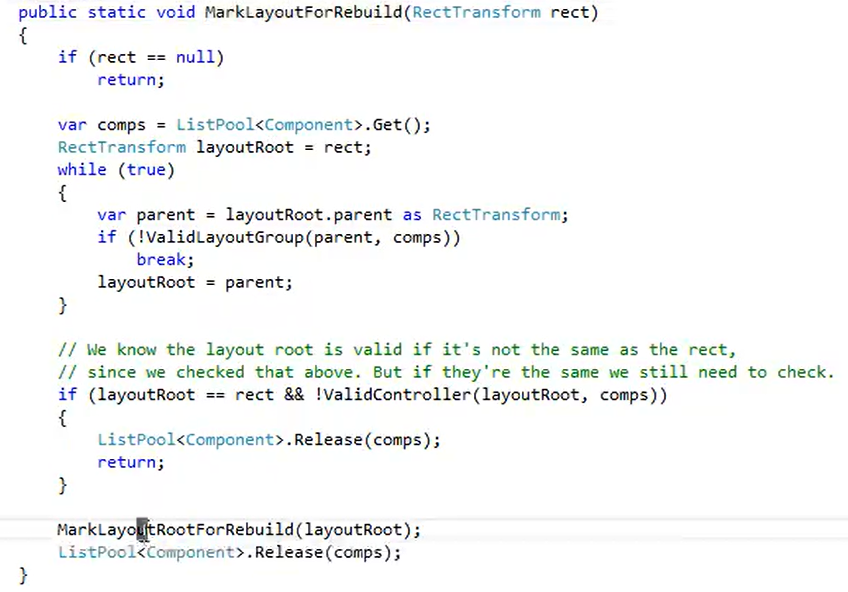 public static void MarkLayoutForRebuild(RectTransform rect)
{
    if (rect == null)
        return;

    var comps = ListPool<Component>.Get();
    RectTransform layoutRoot = rect;
    while (true)
    {
        var parent = layoutRoot.parent as RectTransform;
        if (!ValidLayoutGroup(parent, comps))
            break;
        layoutRoot = parent;
    }

    // We know the layout root is valid if it's not the same as the rect,
    // since we checked that above. But if they're the same we still need to check.
    if (layoutRoot == rect && !ValidController(layoutRoot, comps))
    {
        ListPool<Component>.Release(comps);
        return;
    }

    MarkLayoutRootForRebuild(layoutRoot);
    ListPool<Component>.Release(comps);
}